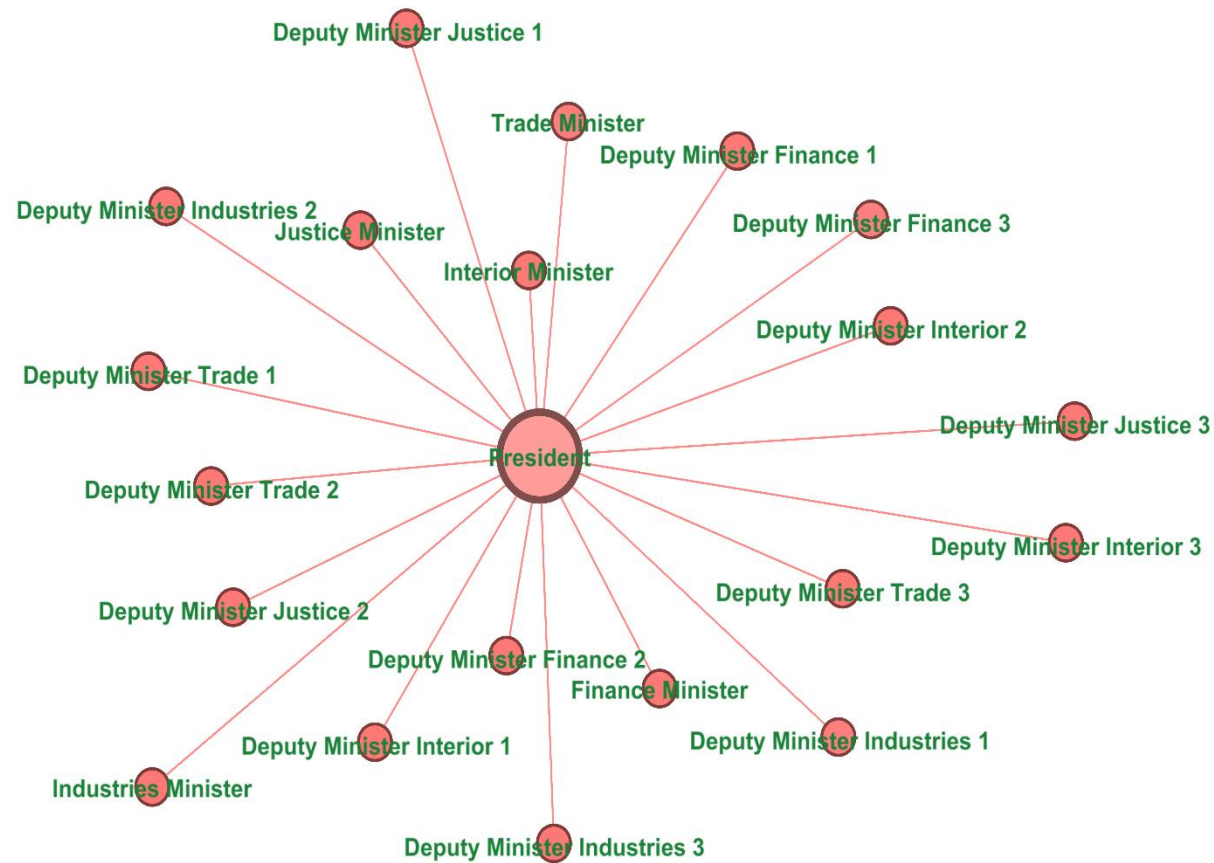 Deputy Minister Justice 1
Trade Minister
Deputy Minister Finance 1
Deputy Minister Industries 2
Justice Minister
Deputy Minister Finance 3
Interior Minister
Deputy Minister Interior 2
Deputy Minister Trade 1
Deputy Minister Justice 3
President
Deputy Minister Trade 2
Deputy Minister Interior 3
Deputy Minister Trade 3
Deputy Minister Justice 2
Deputy Minister Finance 2
Finance Minister
Deputy Minister Interior 1
Deputy Minister Industries 1
Industries Minister
Deputy Minister Industries 3